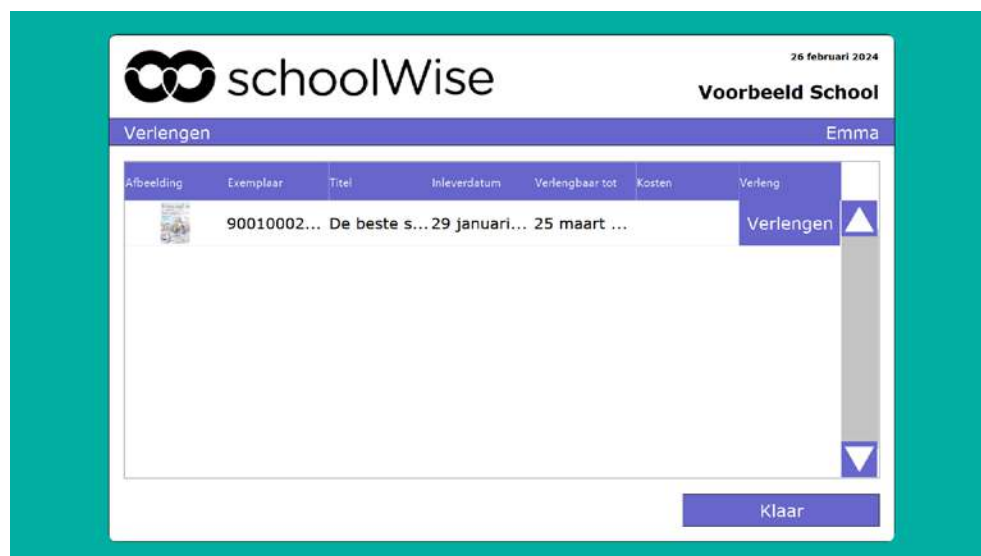 26 februari 2024
schoolWise
Voorbeeld School
Verlengen Emma
Afbeelding Exemplaar Titel Inleverdatum Verlengbaar tot Kosten Verleng
90010002... De beste s... 29 januari... 25 maart ... Verlengen
Klaar